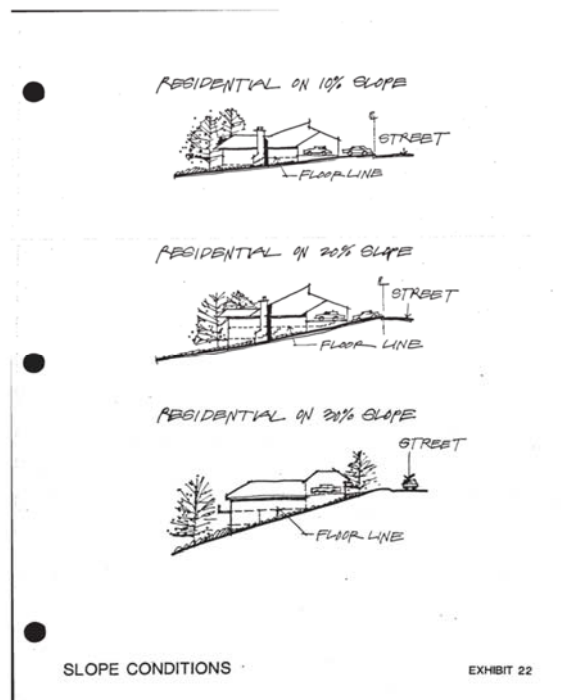 RESIDENTIAL ON 10% SLOPE
℄
STREET
FLOOR LINE
RESIDENTIAL ON 20% SLOPE
℄
STREET
FLOOR LINE
RESIDENTIAL ON 30% SLOPE
STREET
FLOOR LINE
SLOPE CONDITIONS
EXHIBIT 22